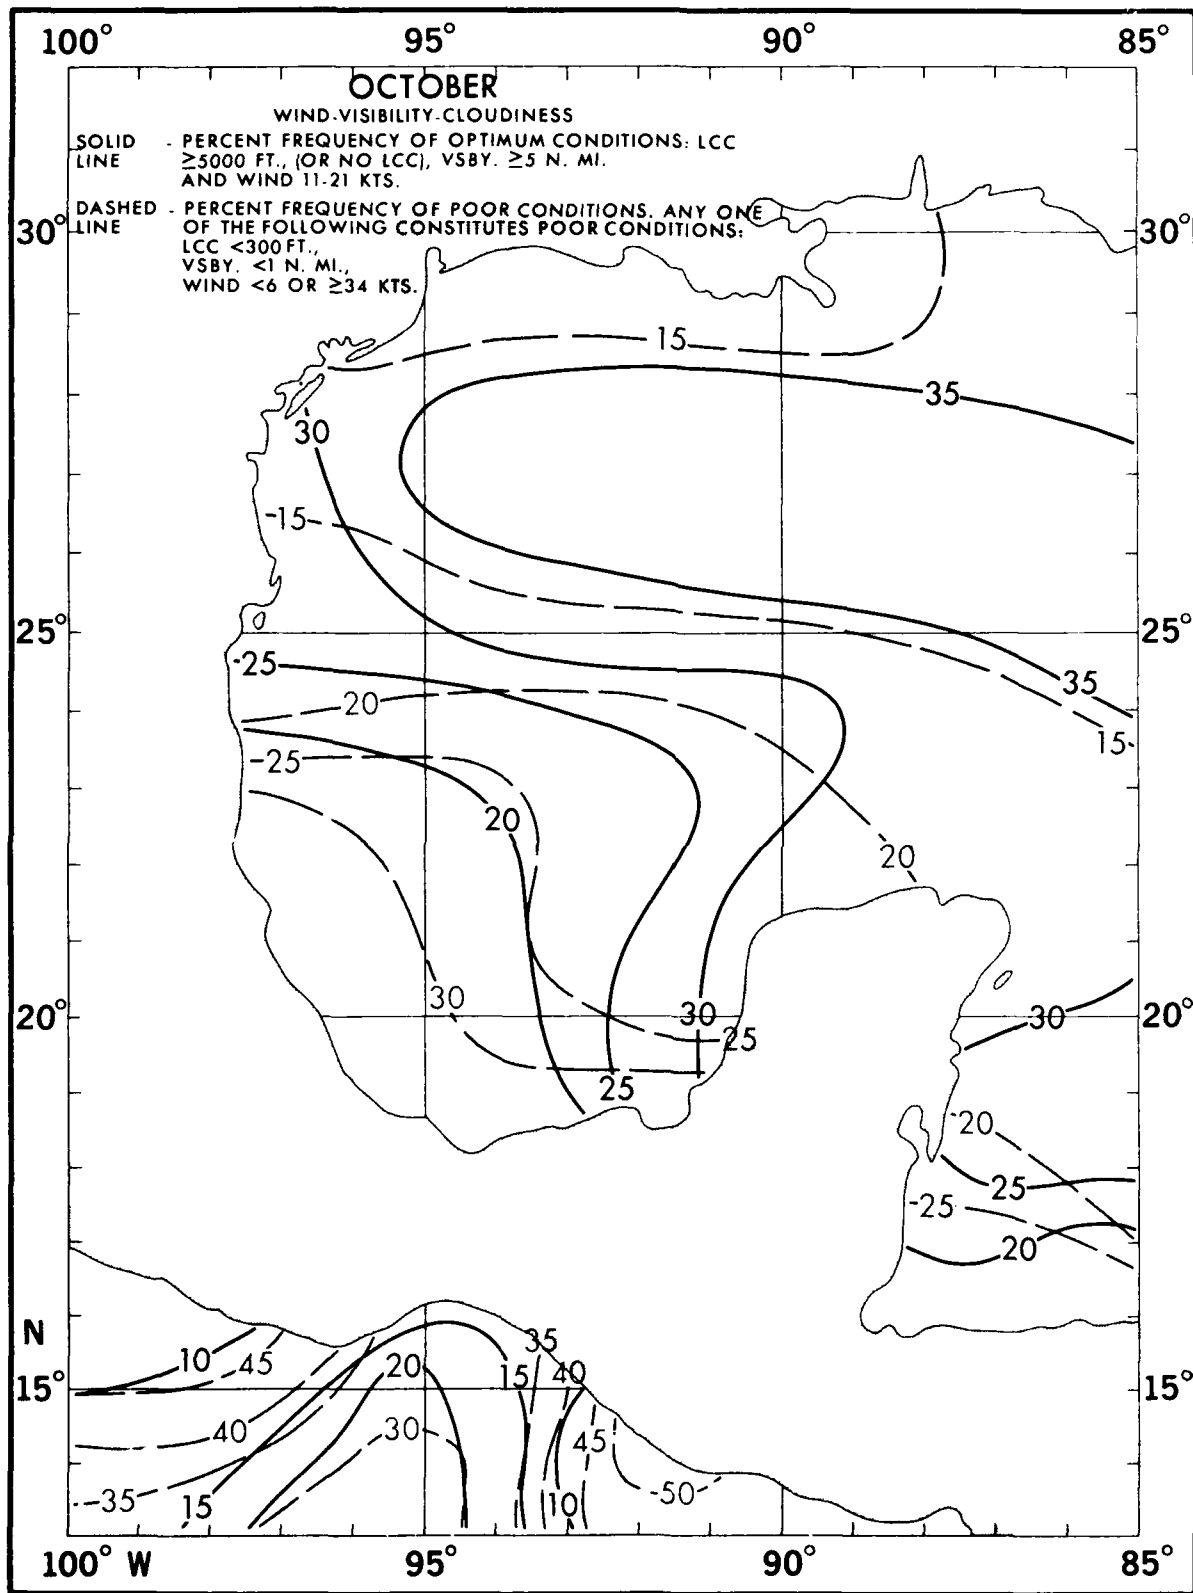 100° 95° 90° 85°
OCTOBER
WIND-VISIBILITY-CLOUDINESS
SOLID - PERCENT FREQUENCY OF OPTIMUM CONDITIONS: LCC
LINE ≥5000 FT., (OR NO LCC), VSBY. ≥5 N. MI.
AND WIND 11-21 KTS.
DASHED - PERCENT FREQUENCY OF POOR CONDITIONS. ANY ONE
LINE OF THE FOLLOWING CONSTITUTES POOR CONDITIONS:
LCC <300 FT.,
VSBY. <1 N. MI.,
WIND <6 OR ≥34 KTS.
30° 30°
15
35
30
15
25° 25°
25
35
20
15
25
20
20
30
20° 30 30 20°
25
25
20
25
25
20
N
35
10 45 20 15 40
15° 15°
40 30 45
35 15 10 50
100° W 95° 90° 85°